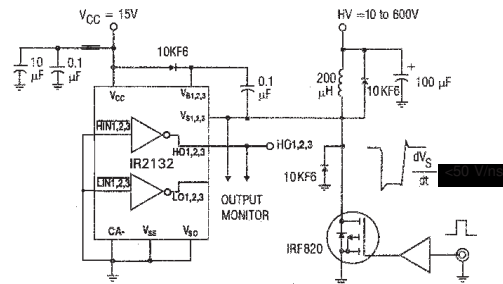 VCC = 15V
HV =10 to 600V
10KF6
10 µF
0.1 µF
0.1 µF
200 µH
10KF6
+
100 µF
VCC
VB1,2,3
VS1,2,3
HIN1,2,3
HO1,2,3
HO1,2,3
IR2132
LIN1,2,3
LO1,2,3
OUTPUT MONITOR
10KF6
dVS
dt
<50 V/ns
IRF820
CA-
VSS
VSO